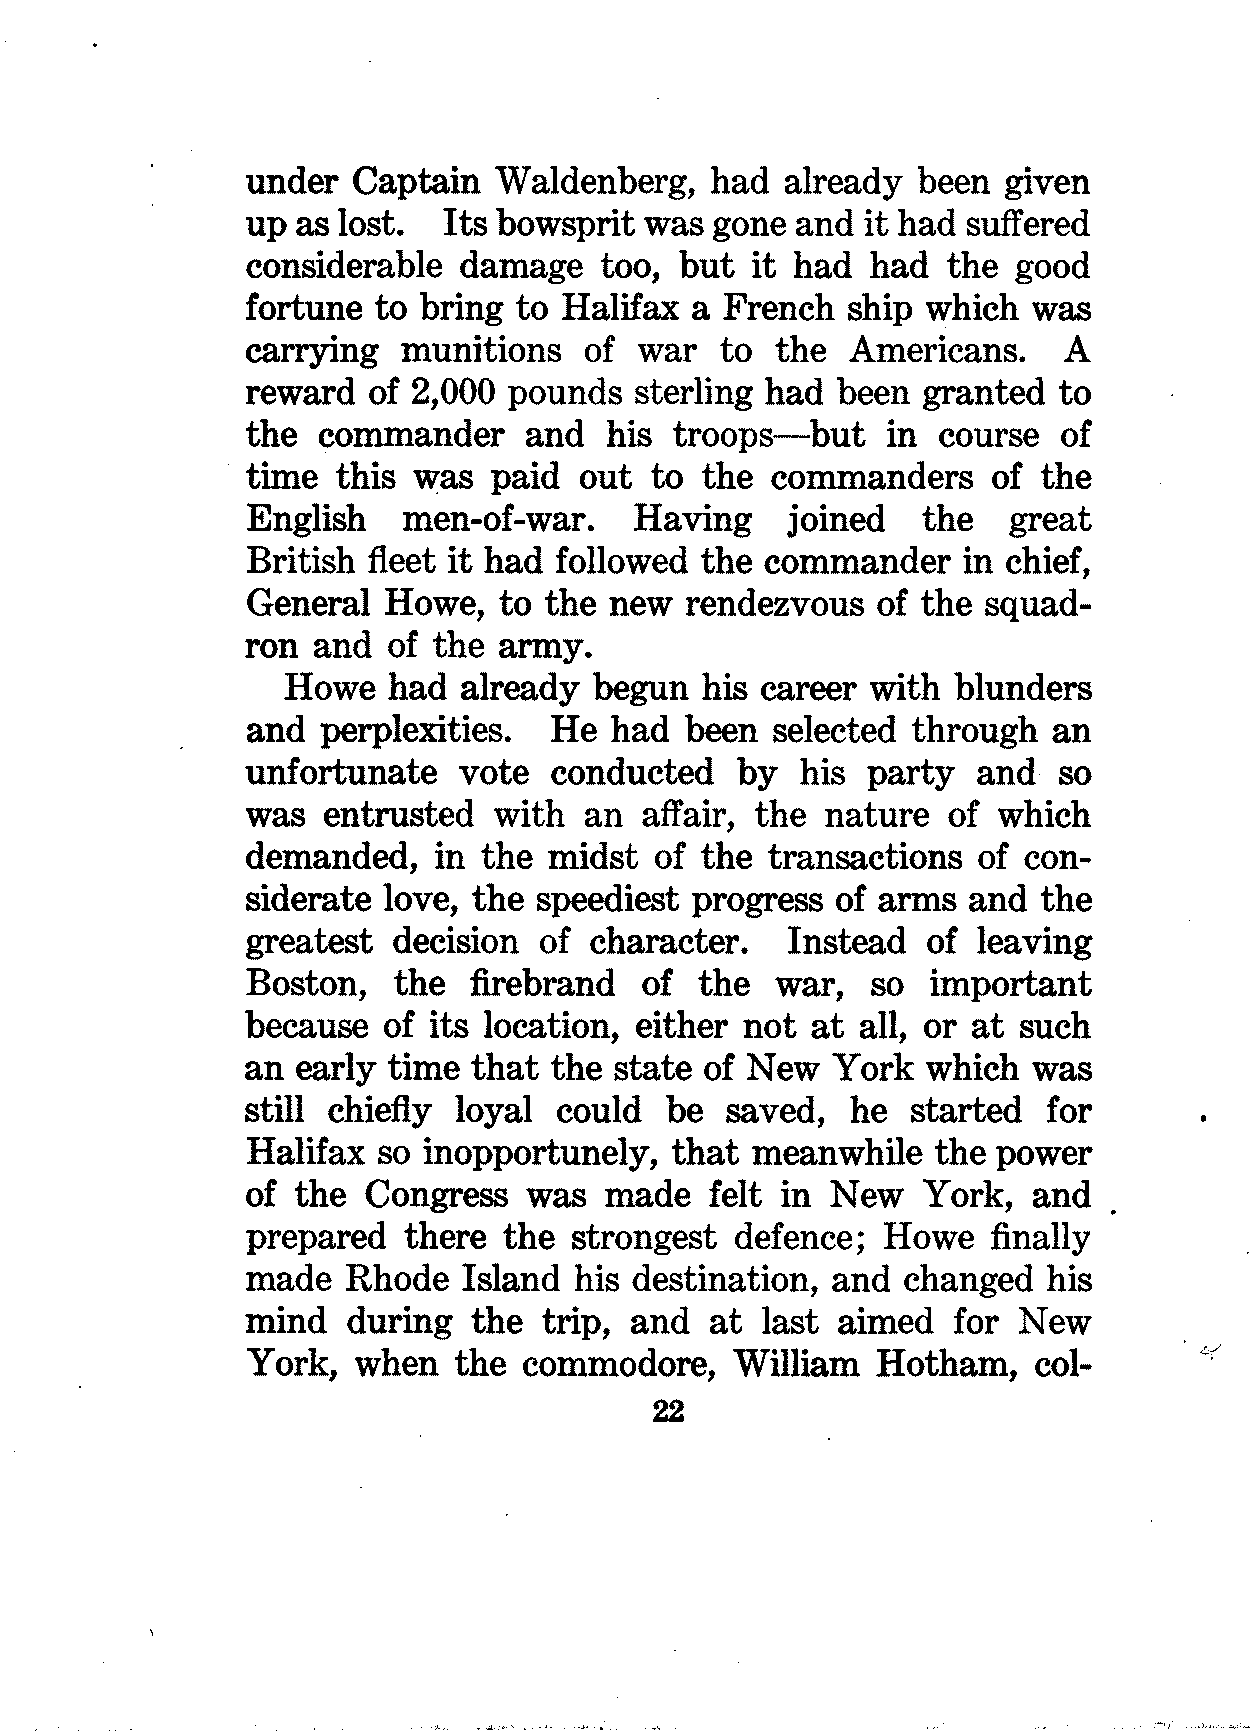 under Captain Waldenberg, had already been given
up as lost. Its bowsprit was gone and it had suffered
considerable damage too, but it had had the good
fortune to bring to Halifax a French ship which was
carrying munitions of war to the Americans. A
reward of 2,000 pounds sterling had been granted to
the commander and his troops—but in course of
time this was paid out to the commanders of the
English men-of-war. Having joined the great
British fleet it had followed the commander in chief,
General Howe, to the new rendezvous of the squad-
ron and of the army.
Howe had already begun his career with blunders
and perplexities. He had been selected through an
unfortunate vote conducted by his party and so
was entrusted with an affair, the nature of which
demanded, in the midst of the transactions of con-
siderate love, the speediest progress of arms and the
greatest decision of character. Instead of leaving
Boston, the firebrand of the war, so important
because of its location, either not at all, or at such
an early time that the state of New York which was
still chiefly loyal could be saved, he started for
Halifax so inopportunely, that meanwhile the power
of the Congress was made felt in New York, and
prepared there the strongest defence; Howe finally
made Rhode Island his destination, and changed his
mind during the trip, and at last aimed for New
York, when the commodore, William Hotham, col-
22